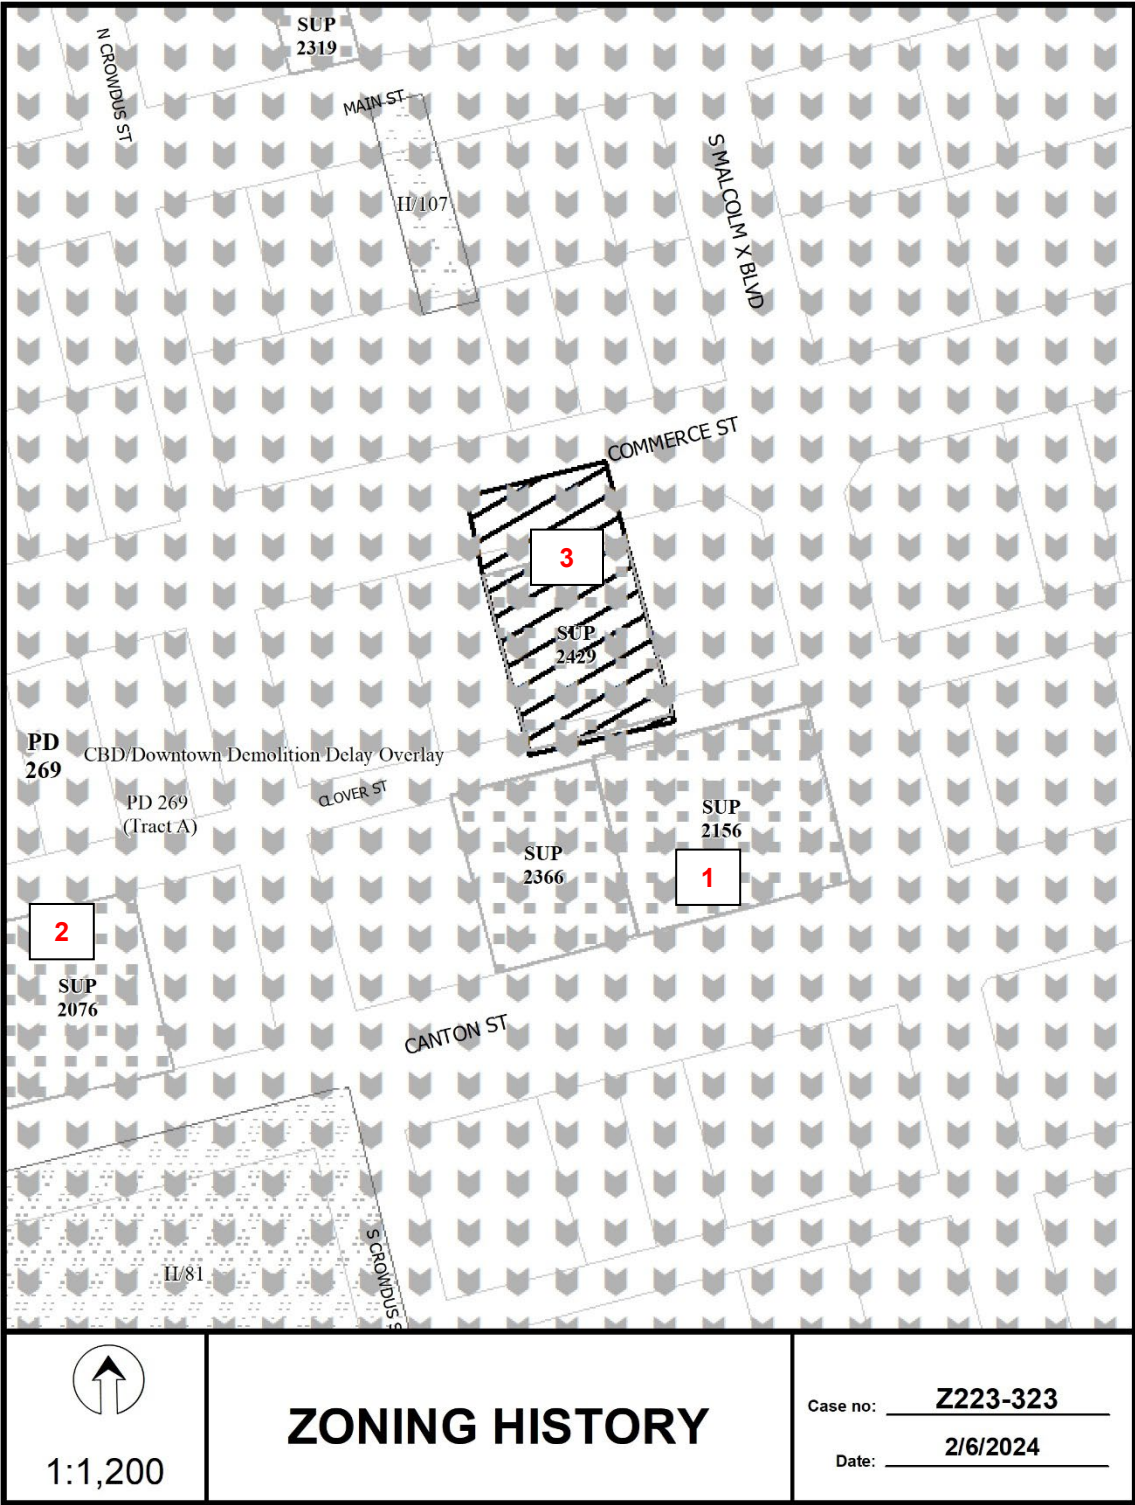 SUP
2319
N CROWDUS ST
MAIN ST
S MALCOLM X BLVD
H/107
COMMERCE ST
3
SUP
2429
PD
269
CBD/Downtown Demolition Delay Overlay
PD 269
(Tract A)
CLOVER ST
SUP
2156
SUP
2366
1
2
SUP
2076
CANTON ST
S CROWDUS S
H/81
1:1,200
ZONING HISTORY
Case no: Z223-323
Date: 2/6/2024